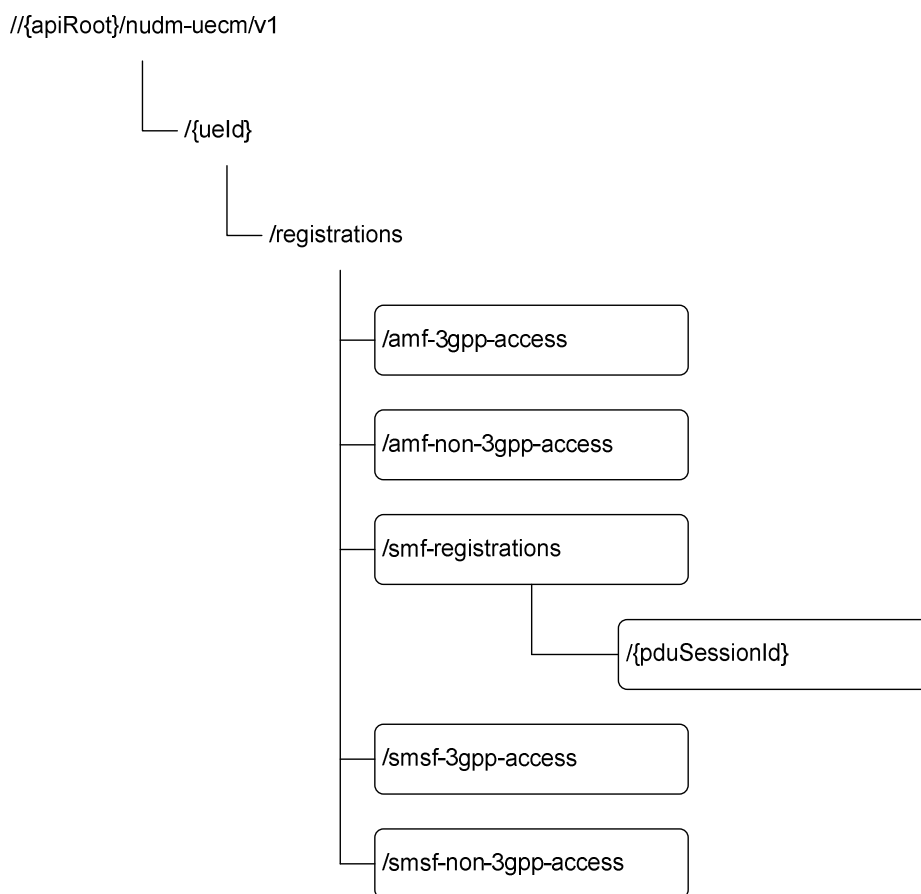 //{apiRoot}/nudm-uecm/v1
/{ueId}
/registrations
/amf-3gpp-access
/amf-non-3gpp-access
/smf-registrations
/{pduSessionId}
/smsf-3gpp-access
/smsf-non-3gpp-access